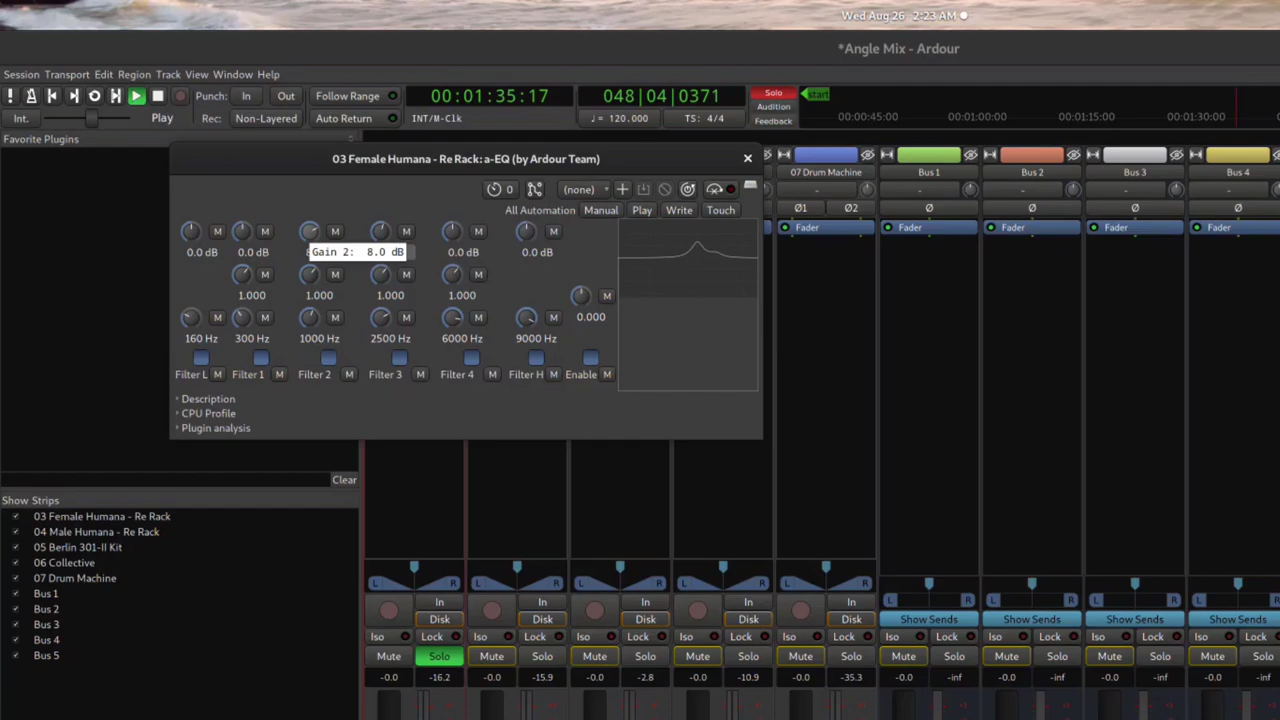 Wed Aug 26 2:23 AM
*Angle Mix - Ardour
Session Transport Edit Track Region View Window Help
Punch: In Out Follow Range 00:01:35:17 048|04|0371 Solo start
Audition
Int. Play Rec: Non-Layered Auto Return INT/M-Clk ♩= 120.000 TS: 4/4 Feedback 00:00:45:00 00:01:00:00 00:01:15:00 00:01:30:00
Favorite Plugins
03 Female Humana - Re Rack: a-EQ (by Ardour Team)
07 Drum Machine Bus 1 Bus 2 Bus 3 Bus 4
0 (none)
- - - - -
All Automation Manual Play Write Touch
Ø1 Ø2 Ø Ø Ø Ø
Fader Fader Fader Fader Fader
M M M M M M
0.0 dB 0.0 dB Gain 2: 8.0 dB 0.0 dB 0.0 dB
M M M M
1.000 1.000 1.000 1.000
M
0.000
M M M M M M
160 Hz 300 Hz 1000 Hz 2500 Hz 6000 Hz 9000 Hz
Filter L M Filter 1 M Filter 2 M Filter 3 M Filter 4 M Filter H M Enable M
Description
CPU Profile
Plugin analysis
Clear
Show Strips
03 Female Humana - Re Rack
04 Male Humana - Re Rack
05 Berlin 301-II Kit
06 Collective
07 Drum Machine
Bus 1
Bus 2
Bus 3
Bus 4
Bus 5
L R L R L R L R L R L R L R L R L
In In In In In
Disk Disk Disk Disk Disk Show Sends Show Sends Show Sends Show Sends
Iso Lock Iso Lock Iso Lock Iso Lock Iso Lock Iso Lock Iso Lock Iso Lock Iso Lock
Mute Solo Mute Solo Mute Solo Mute Solo Mute Solo Mute Solo Mute Solo Mute Solo Mute Solo
-0.0 -16.2 -0.0 -15.9 -0.0 -2.8 -0.0 -10.9 -0.0 -35.3 -0.0 -inf -0.0 -inf -0.0 -inf -0.0 -inf